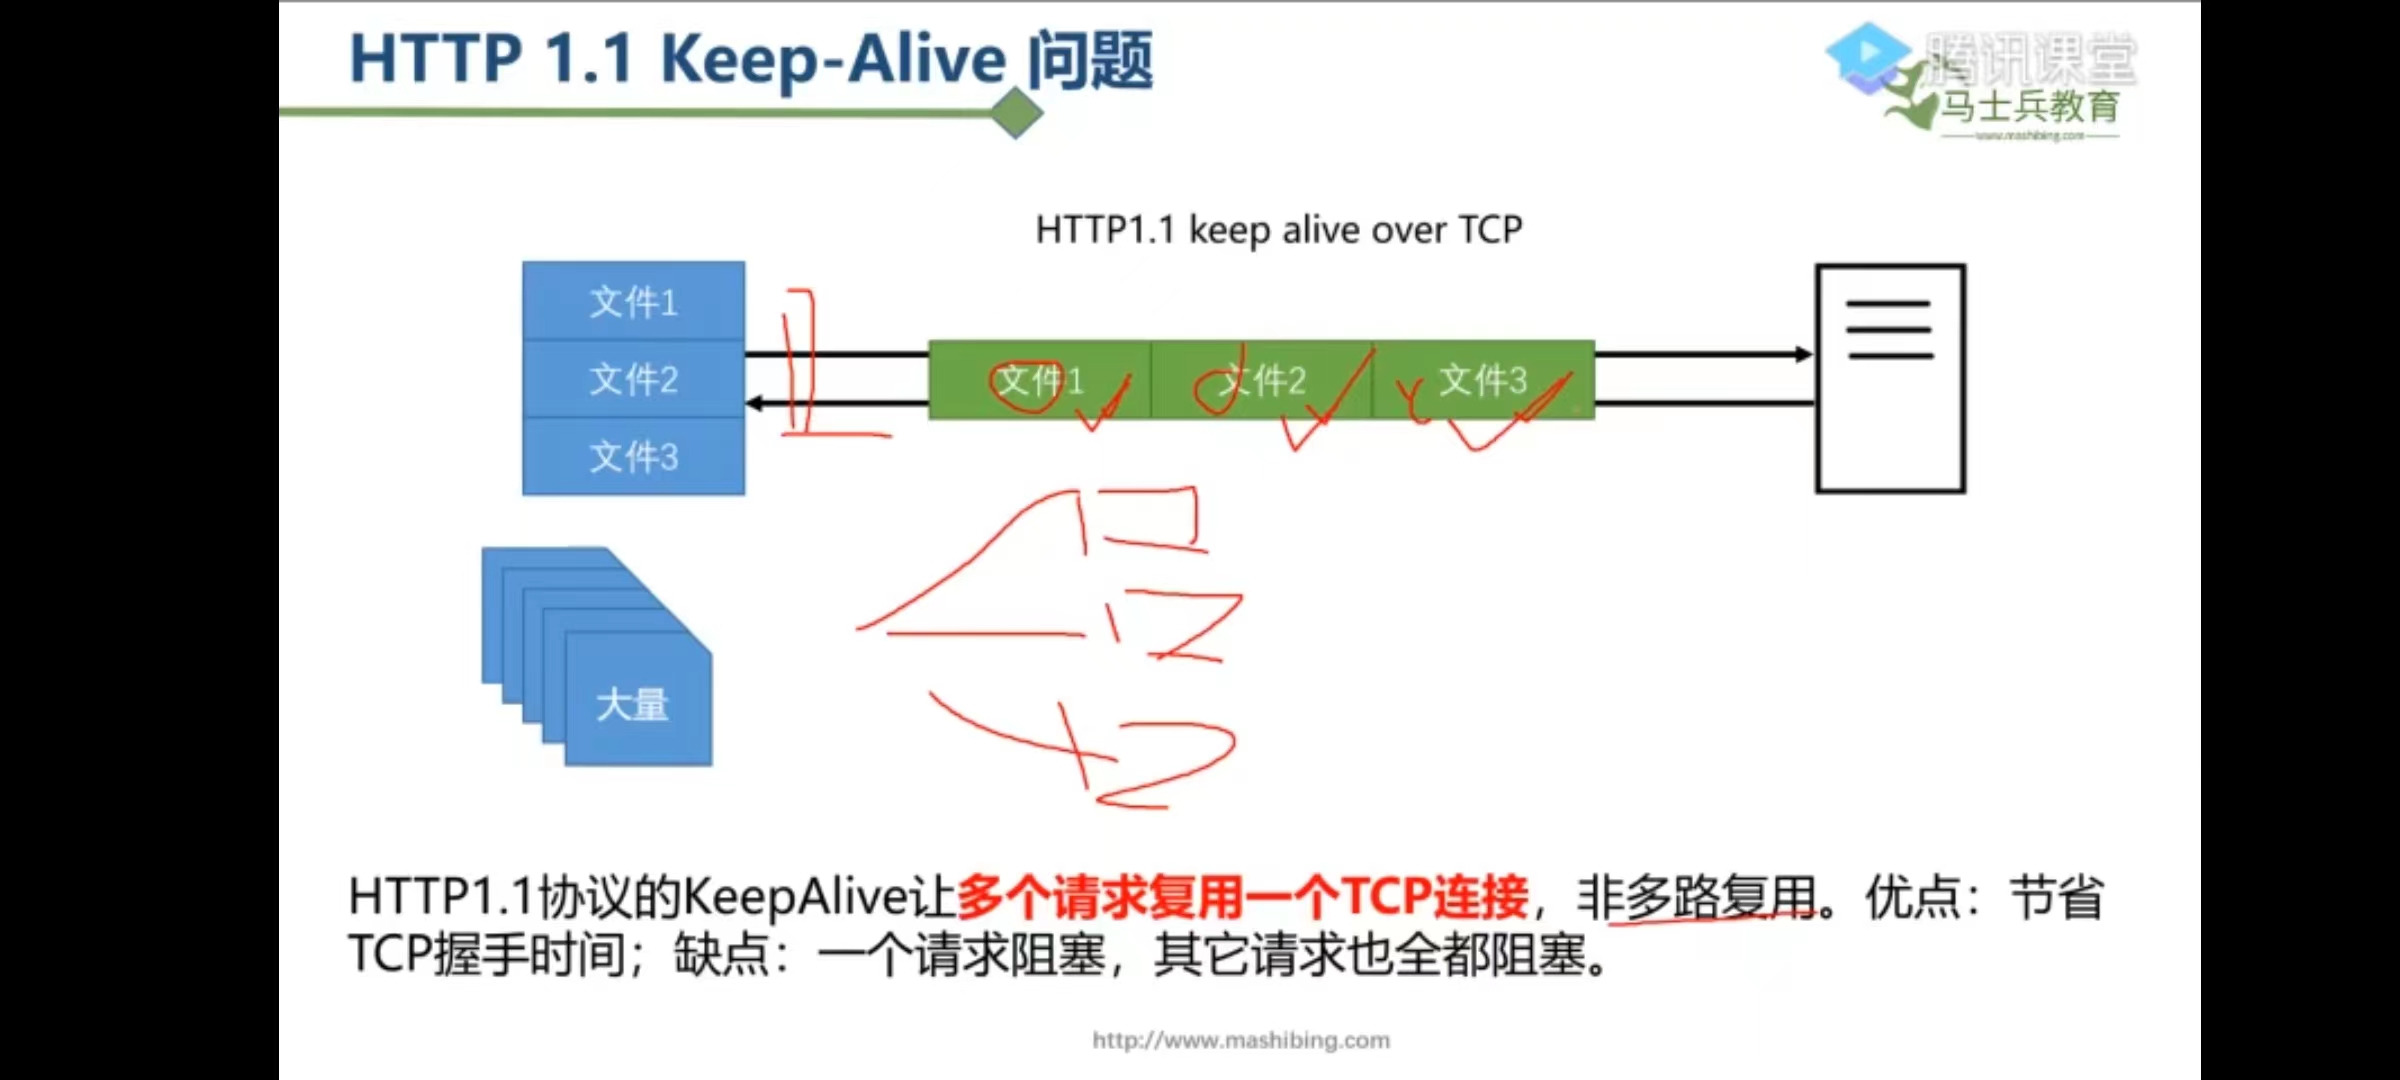 HTTP 1.1 Keep-Alive 问题
腾讯课堂
马士兵教育
www.mashibing.com
HTTP1.1 keep alive over TCP
文件1
文件2
文件3
文件1
文件2
文件3
大量
HTTP1.1协议的KeepAlive让多个请求复用一个TCP连接，非多路复用。优点：节省
TCP握手时间；缺点：一个请求阻塞，其它请求也全都阻塞。
http://www.mashibing.com